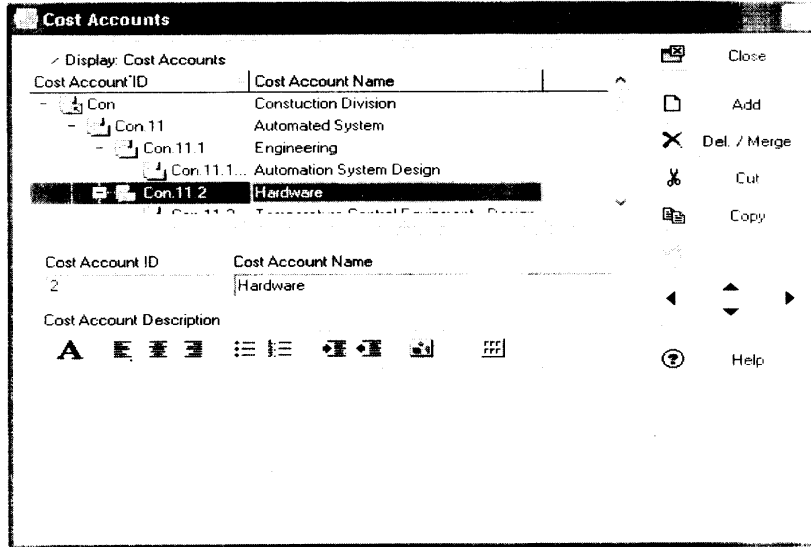 Cost Accounts
Display: Cost Accounts
Cost Account ID Cost Account Name
Con Constuction Division
Con.11 Automated System
Con.11.1 Engineering
Con.11.1... Automation System Design
Con.11.2 Hardware
Cost Account ID Cost Account Name
2 Hardware
Cost Account Description
A
Close
Add
Del. / Merge
Cut
Copy
Help